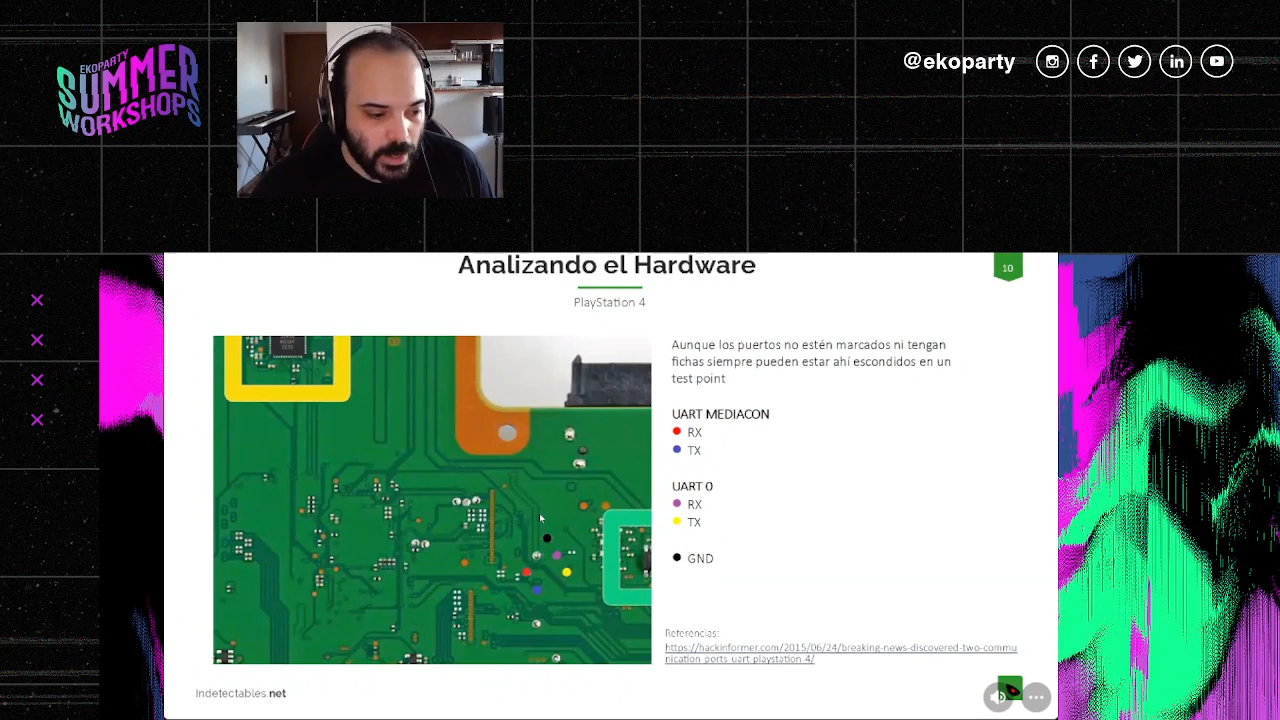 EKOPARTY
SUMMER
WORKSHOPS
@ekoparty
Analizando el Hardware
10
PlayStation 4
Aunque los puertos no estén marcados ni tengan
fichas siempre pueden estar ahí escondidos en un
test point
UART MEDIACON
RX
TX
UART 0
RX
TX
GND
Referencias:
https://hackinformer.com/2015/06/24/breaking-news-discovered-two-commu
nication-ports-uart-playstation-4/
Indetectables.net